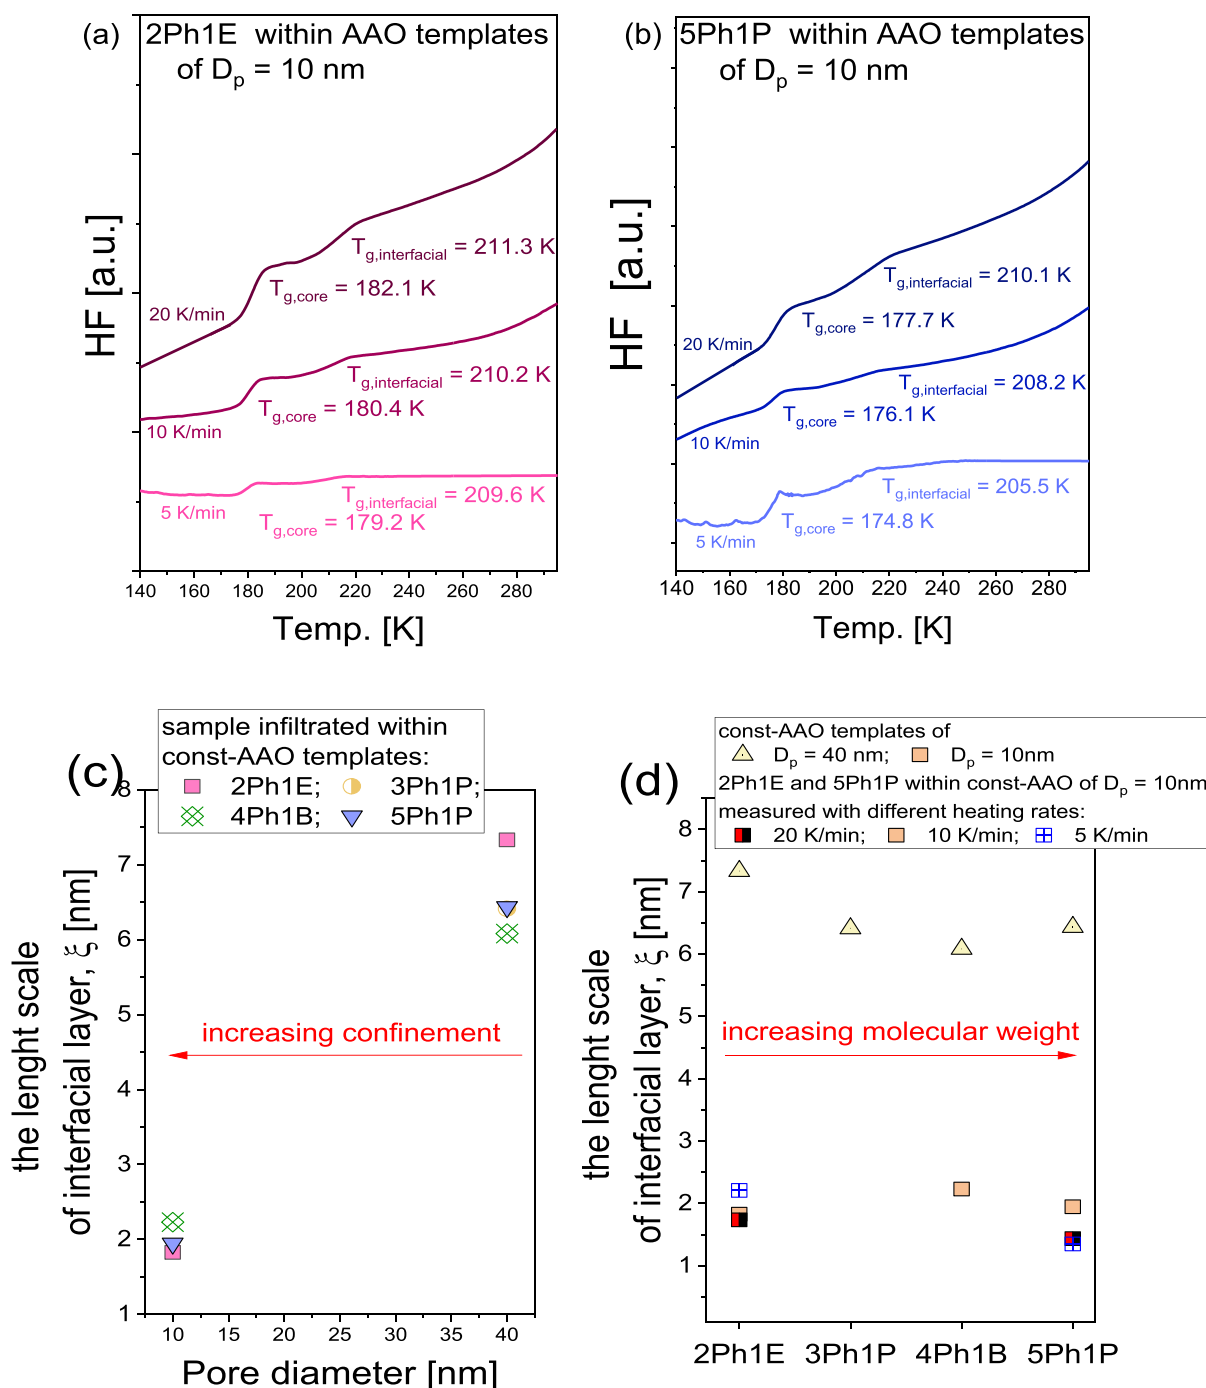 (a) 2Ph1E within AAO templates
of Dp = 10 nm
HF [a.u.]
20 K/min
Tg,interfacial = 211.3 K
Tg,core = 182.1 K
10 K/min
Tg,interfacial = 210.2 K
Tg,core = 180.4 K
5 K/min
Tg,interfacial = 209.6 K
Tg,core = 179.2 K
140 160 180 200 220 240 260 280
Temp. [K]
(b) 5Ph1P within AAO templates
of Dp = 10 nm
HF [a.u.]
20 K/min
Tg,interfacial = 210.1 K
Tg,core = 177.7 K
10 K/min
Tg,interfacial = 208.2 K
Tg,core = 176.1 K
5 K/min
Tg,interfacial = 205.5 K
Tg,core = 174.8 K
140 160 180 200 220 240 260 280
Temp. [K]
(c)
sample infiltrated within
const-AAO templates:
2Ph1E; 3Ph1P;
4Ph1B; 5Ph1P
the lenght scale
of interfacial layer, ξ [nm]
8
7
6
5
4
3
2
1
increasing confinement
10 15 20 25 30 35 40
Pore diameter [nm]
(d)
const-AAO templates of
Dp = 40 nm; Dp = 10nm
2Ph1E and 5Ph1P within const-AAO of Dp = 10nm
measured with different heating rates:
20 K/min; 10 K/min; 5 K/min
the lenght scale
of interfacial layer, ξ [nm]
8
7
6
5
4
3
2
1
increasing molecular weight
2Ph1E 3Ph1P 4Ph1B 5Ph1P